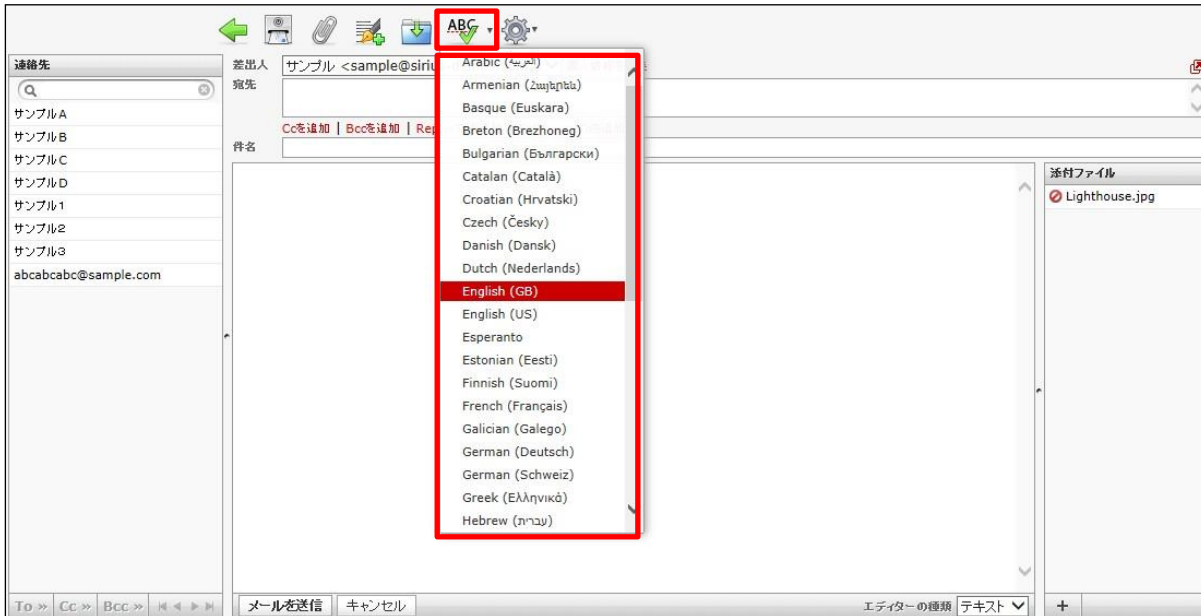 ABC
連絡先
サンプルA
サンプルB
サンプルC
サンプルD
サンプル1
サンプル2
サンプル3
abcabcabc@sample.com
To » Cc » Bcc »
差出人 サンプル <sample@siriu
宛先
Ccを追加 | Bccを追加 | Rep
件名
Arabic (العربية)
Armenian (Հայերեն)
Basque (Euskara)
Breton (Brezhoneg)
Bulgarian (Български)
Catalan (Català)
Croatian (Hrvatski)
Czech (Česky)
Danish (Dansk)
Dutch (Nederlands)
English (GB)
English (US)
Esperanto
Estonian (Eesti)
Finnish (Suomi)
French (Français)
Galician (Galego)
German (Deutsch)
German (Schweiz)
Greek (Ελληνικά)
Hebrew (עברית)
添付ファイル
Lighthouse.jpg
メールを送信 キャンセル エディターの種類 テキスト +